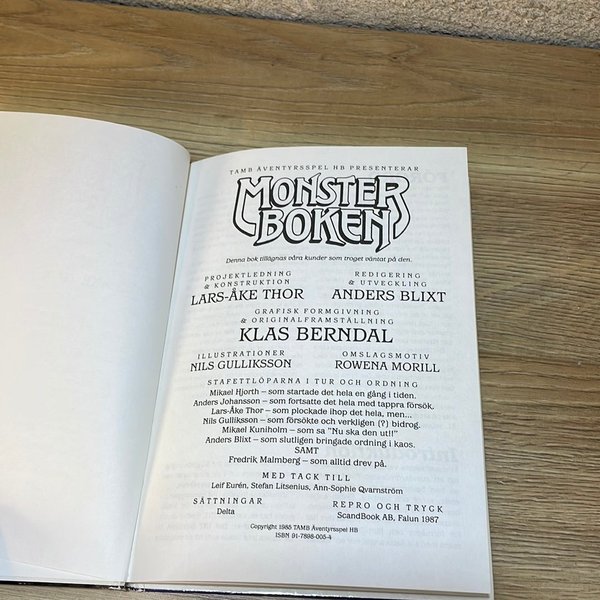 TAMB ÄVENTYRSSPEL HB PRESENTERAR
MONSTER
BOKEN
Denna bok tillägnas våra kunder som troget väntat på den.
PROJEKTLEDNING
& KONSTRUKTION
LARS-ÅKE THOR
REDIGERING
& UTVECKLING
ANDERS BLIXT
GRAFISK FORMGIVNING
& ORIGINALFRAMSTÄLLNING
KLAS BERNDAL
ILLUSTRATIONER
NILS GULLIKSSON
OMSLAGSMOTIV
ROWENA MORILL
STAFETTLÖPARNA I TUR OCH ORDNING
Mikael Hjorth — som startade det hela en gång i tiden.
Anders Johansson — som fortsatte det hela med tappra försök.
Lars-Åke Thor — som plockade ihop det hela, men...
Nils Gulliksson — som försökte och verkligen (?) bidrog.
Mikael Kuniholm — som sa "Nu ska den ut!!"
Anders Blixt — som slutligen bringade ordning i kaos.
SAMT
Fredrik Malmberg — som alltid drev på.
MED TACK TILL
Leif Eurén, Stefan Litsenius, Ann-Sophie Qvarnström
SÄTTNINGAR
Delta
REPRO OCH TRYCK
ScandBook AB, Falun 1987
Copyright 1985 TAMB Äventyrsspel HB
ISBN 91-7898-005-4